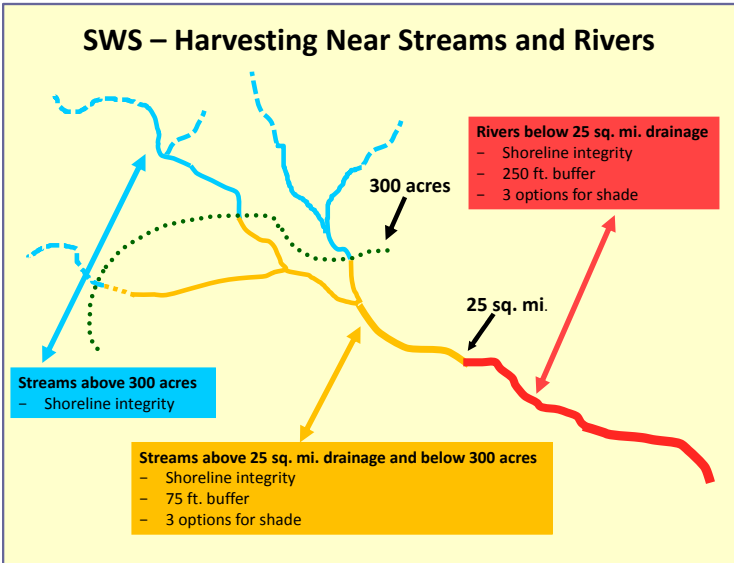 SWS – Harvesting Near Streams and Rivers
Rivers below 25 sq. mi. drainage
– Shoreline integrity
– 250 ft. buffer
– 3 options for shade
300 acres
25 sq. mi.
Streams above 300 acres
– Shoreline integrity
Streams above 25 sq. mi. drainage and below 300 acres
– Shoreline integrity
– 75 ft. buffer
– 3 options for shade